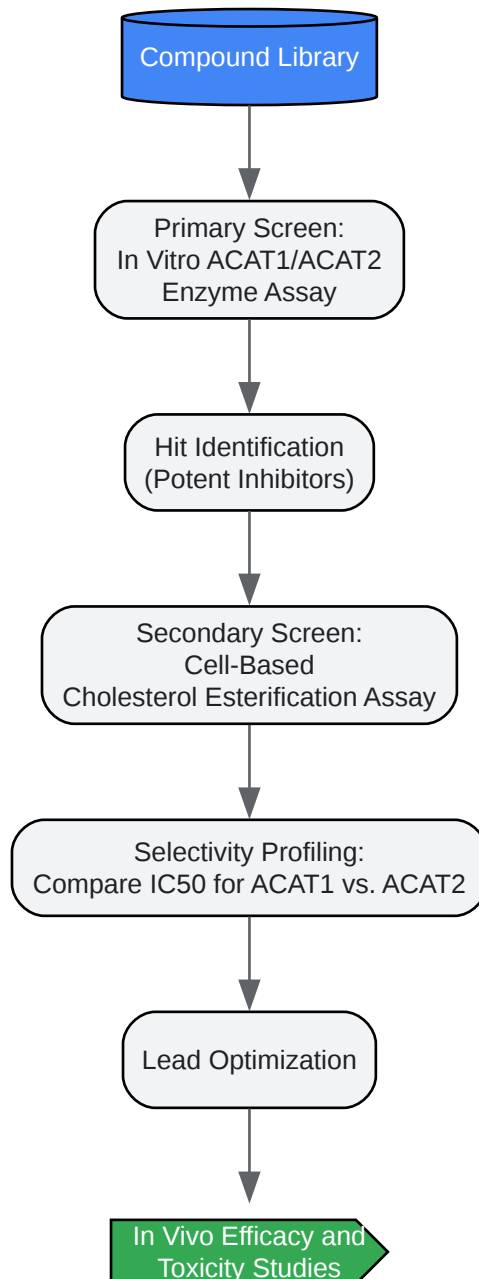 Compound Library
Primary Screen:
In Vitro ACAT1/ACAT2
Enzyme Assay
Hit Identification
(Potent Inhibitors)
Secondary Screen:
Cell-Based
Cholesterol Esterification Assay
Selectivity Profiling:
Compare IC50 for ACAT1 vs. ACAT2
Lead Optimization
In Vivo Efficacy and
Toxicity Studies